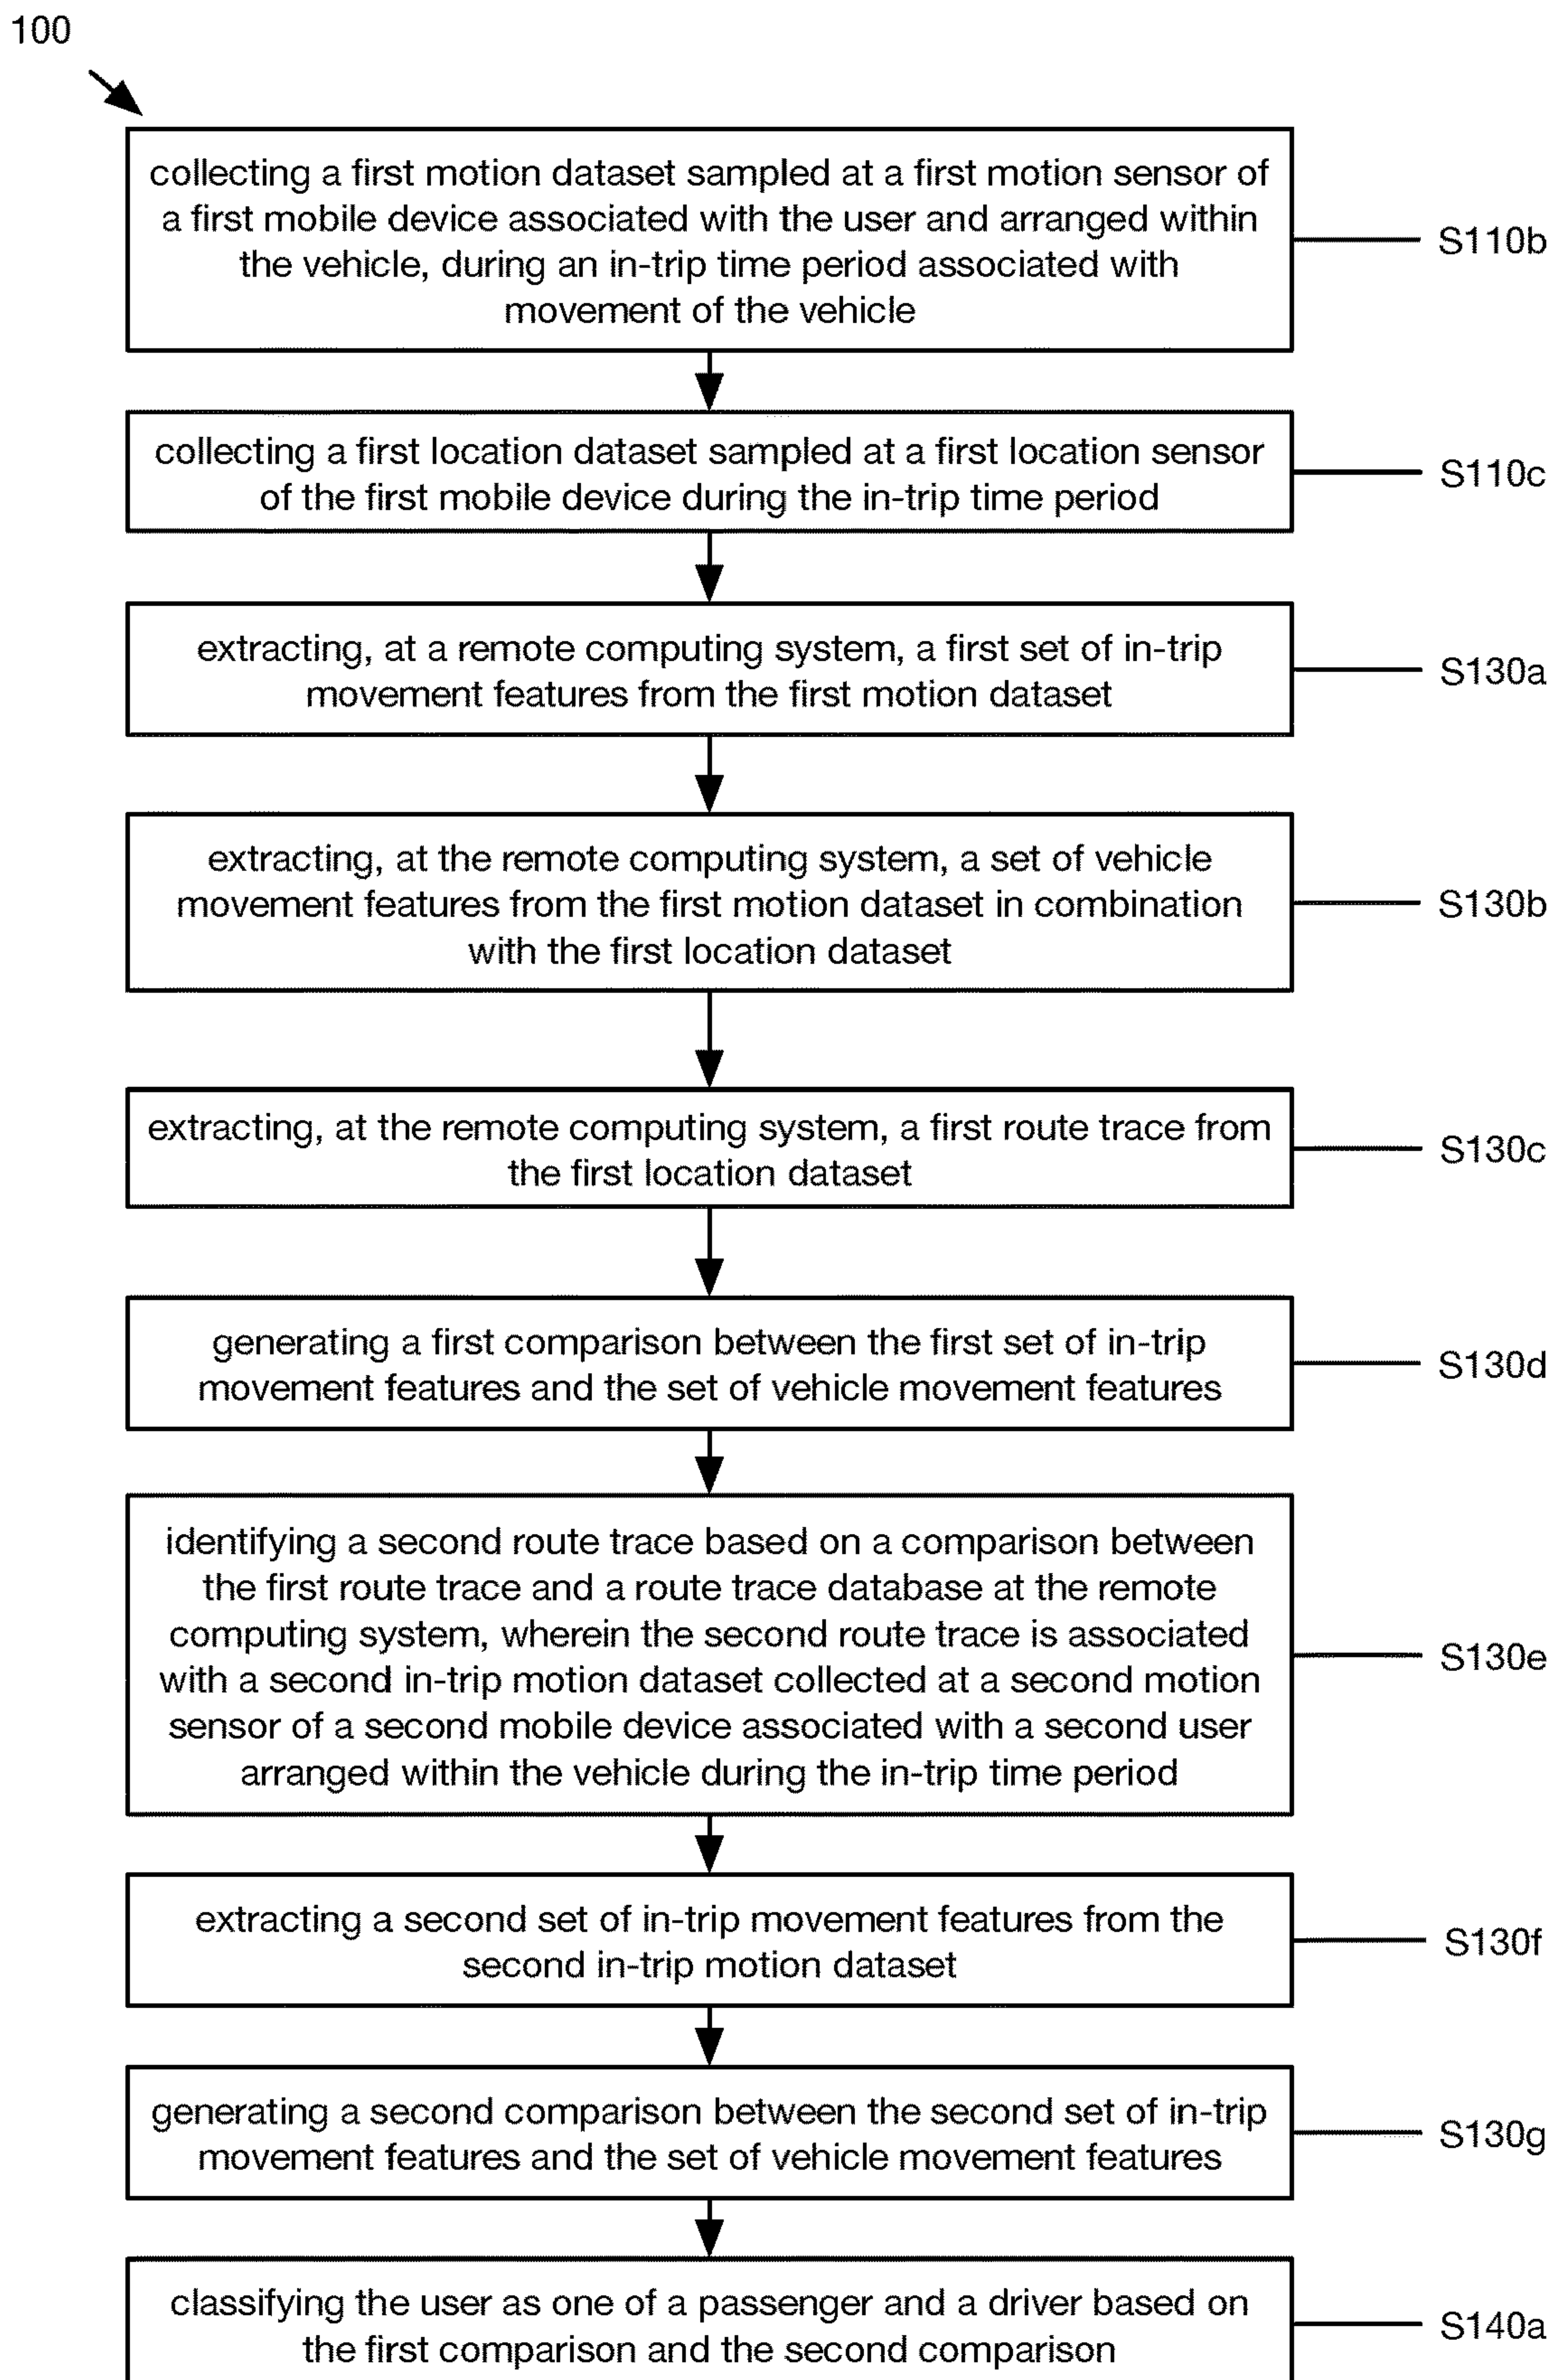 100
collecting a first motion dataset sampled at a first motion sensor of
a first mobile device associated with the user and arranged within
the vehicle, during an in-trip time period associated with
movement of the vehicle
S110b
collecting a first location dataset sampled at a first location sensor
of the first mobile device during the in-trip time period
S110c
extracting, at a remote computing system, a first set of in-trip
movement features from the first motion dataset
S130a
extracting, at the remote computing system, a set of vehicle
movement features from the first motion dataset in combination
with the first location dataset
S130b
extracting, at the remote computing system, a first route trace from
the first location dataset
S130c
generating a first comparison between the first set of in-trip
movement features and the set of vehicle movement features
S130d
identifying a second route trace based on a comparison between
the first route trace and a route trace database at the remote
computing system, wherein the second route trace is associated
with a second in-trip motion dataset collected at a second motion
sensor of a second mobile device associated with a second user
arranged within the vehicle during the in-trip time period
S130e
extracting a second set of in-trip movement features from the
second in-trip motion dataset
S130f
generating a second comparison between the second set of in-trip
movement features and the set of vehicle movement features
S130g
classifying the user as one of a passenger and a driver based on
the first comparison and the second comparison
S140a